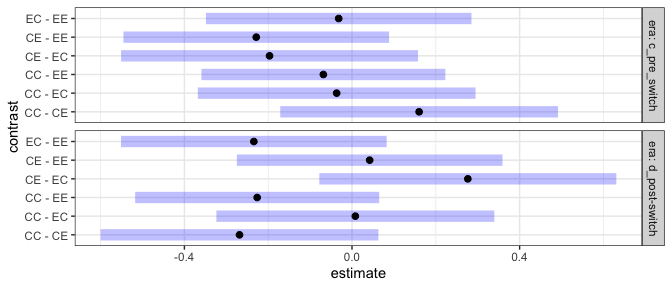 contrast
EC - EE
CE - EE
CE - EC
CC - EE
CC - EC
CC - CE
era: c_pre_switch
EC - EE
CE - EE
CE - EC
CC - EE
CC - EC
CC - CE
era: d_post-switch
-0.4
0.0
0.4
estimate